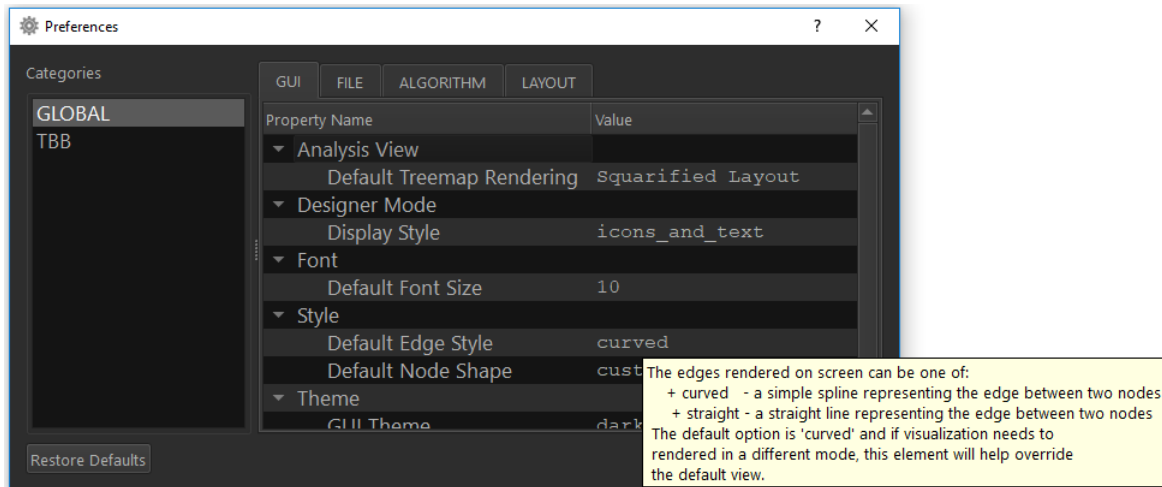 Preferences
?
Categories
GLOBAL
TBB
GUI FILE ALGORITHM LAYOUT
Property Name Value
Analysis View
Default Treemap Rendering Squarified Layout
Designer Mode
Display Style icons_and_text
Font
Default Font Size 10
Style
Default Edge Style curved
Default Node Shape cust
Theme
GUI Theme dark
The edges rendered on screen can be one of:
+ curved - a simple spline representing the edge between two nodes
+ straight - a straight line representing the edge between two nodes
The default option is 'curved' and if visualization needs to
rendered in a different mode, this element will help override
the default view.
Restore Defaults